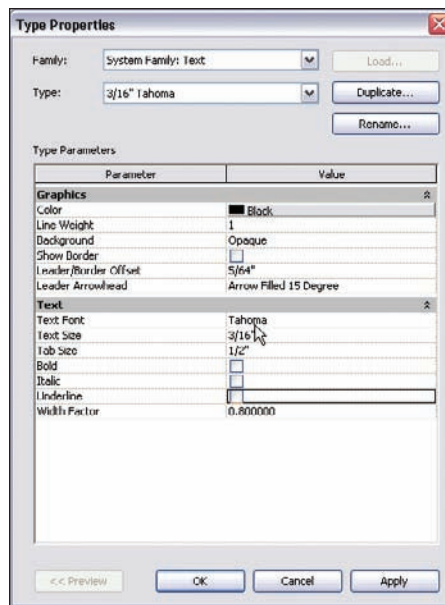 Type Properties
Family: System Family: Text Load...
Type: 3/16" Tahoma Duplicate...
Rename...
Type Parameters
Parameter Value
Graphics
Color Black
Line Weight 1
Background Opaque
Show Border
Leader/Border Offset 5/64"
Leader Arrowhead Arrow Filled 15 Degree
Text
Text Font Tahoma
Text Size 3/16"
Tab Size 1/2"
Bold
Italic
Underline
Width Factor 0.800000
<< Preview OK Cancel Apply